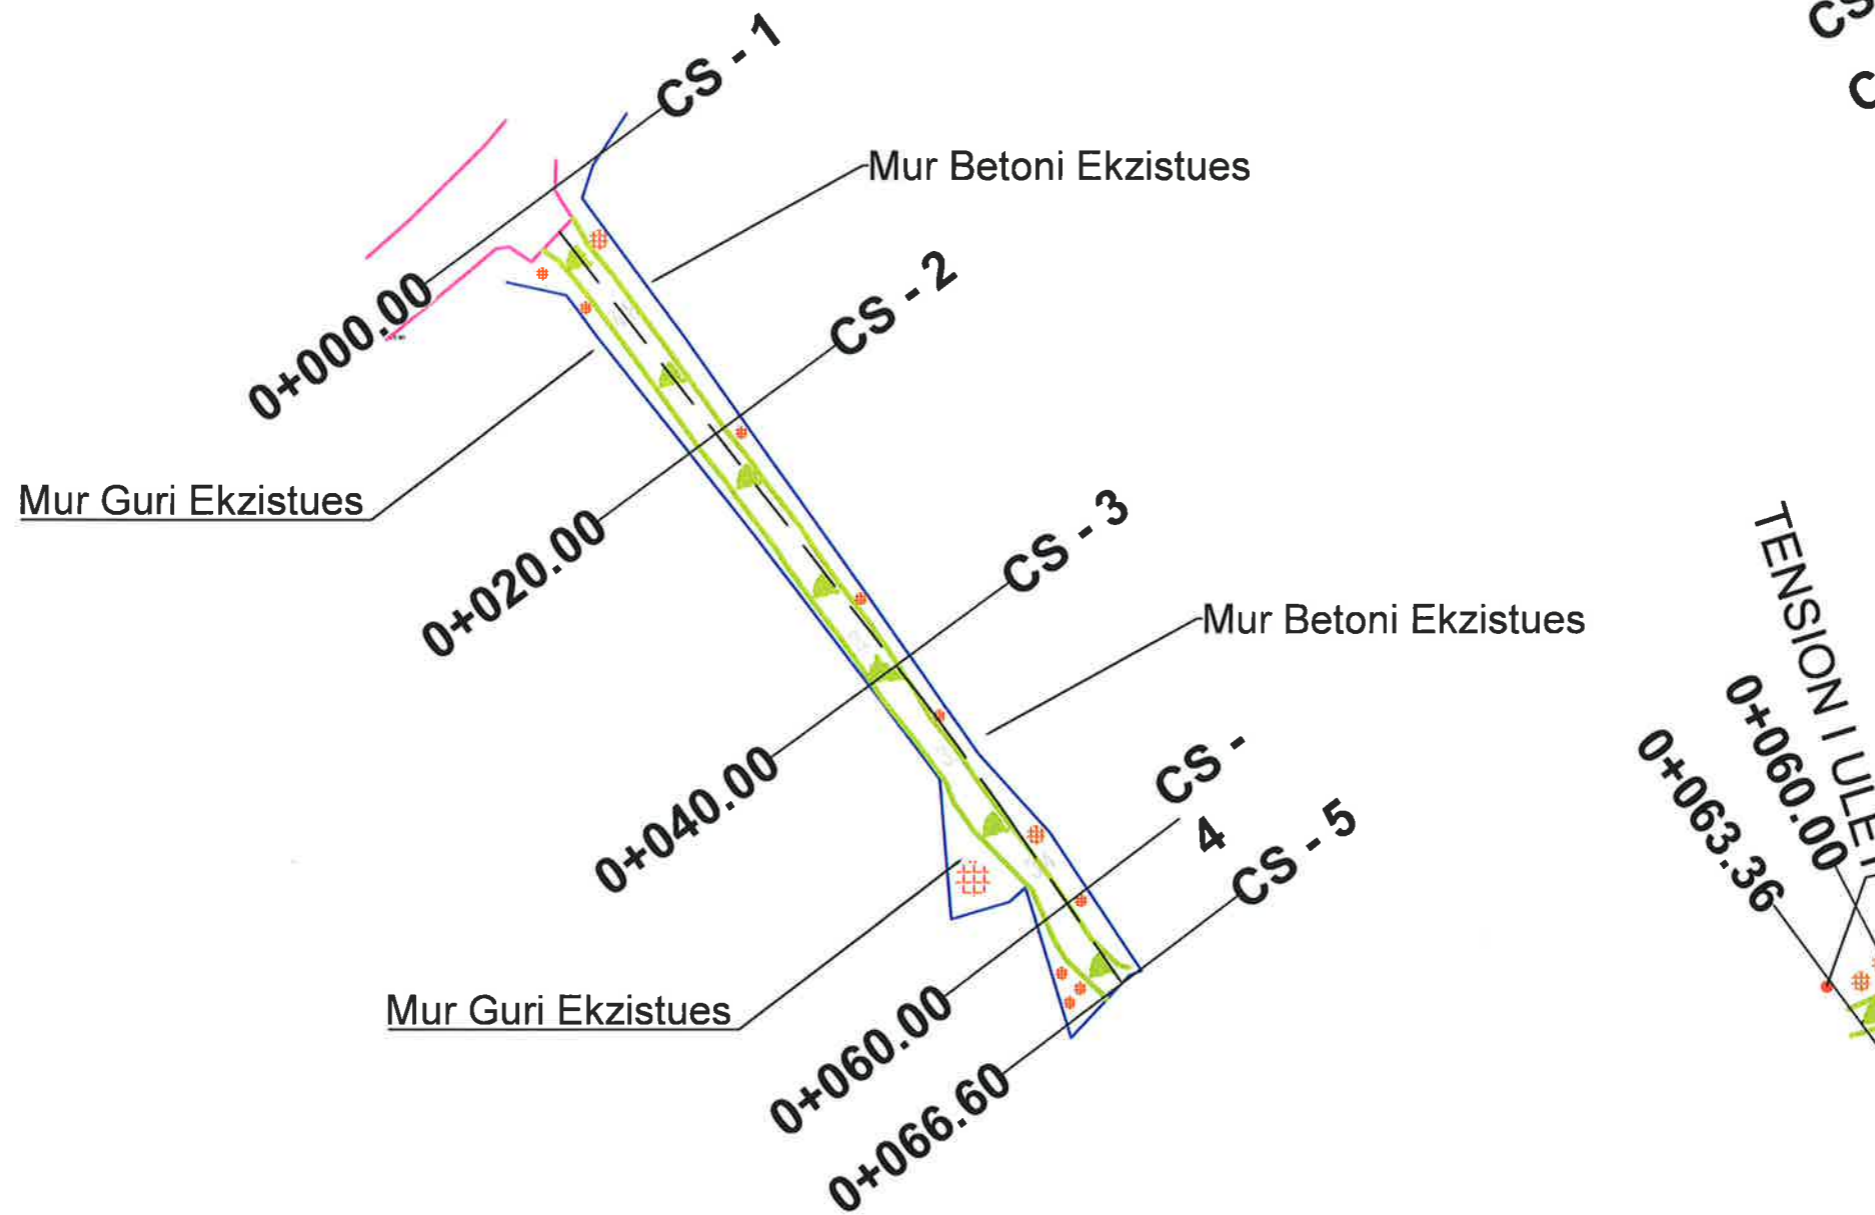 CS - 1
Mur Betoni Ekzistues
0+000.00
CS - 2
Mur Guri Ekzistues
0+020.00
CS - 3
Mur Betoni Ekzistues
0+040.00
CS -
4
CS - 5
Mur Guri Ekzistues
0+060.00
0+066.60
CS
C
TENSION I ULET
0+060.00
0+063.36